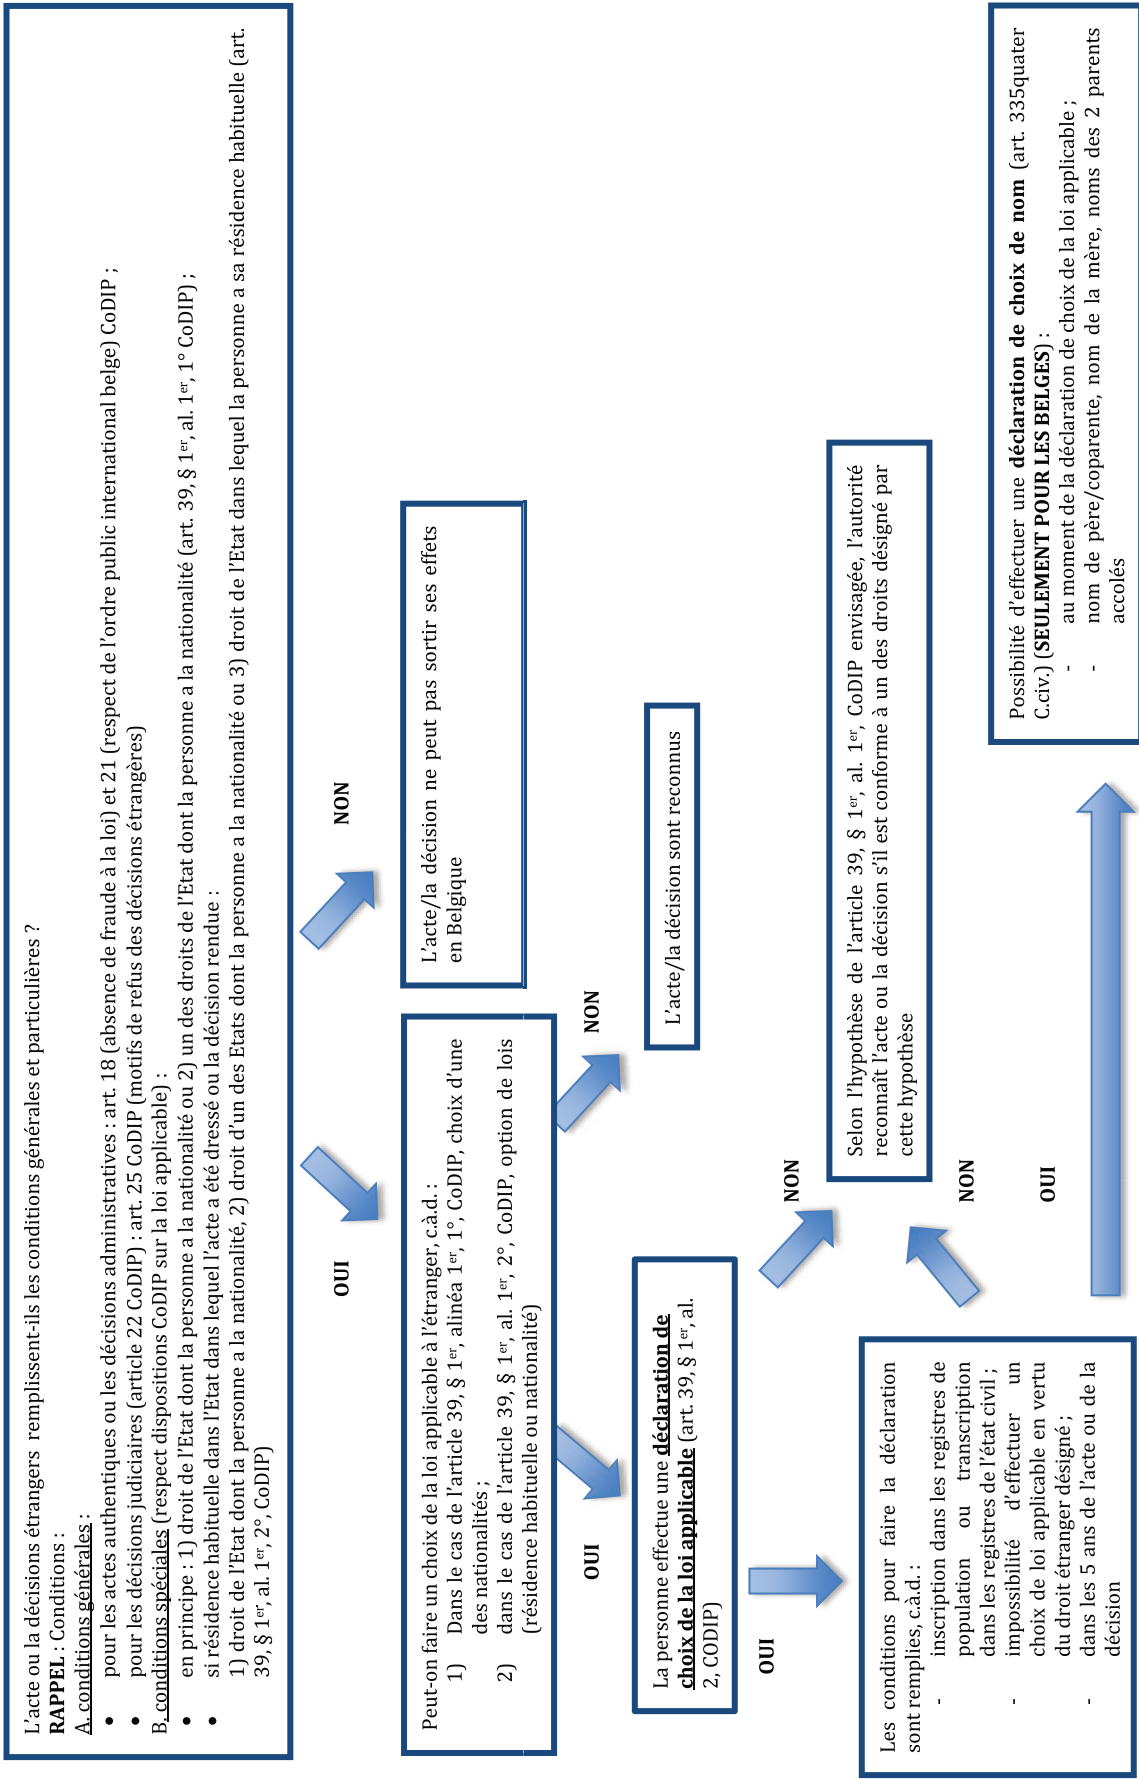 L'acte ou la décisions étrangers remplissent-ils les conditions générales et particulières ?
RAPPEL : Conditions :
A. conditions générales :
• pour les actes authentiques ou les décisions administratives : art. 18 (absence de fraude à la loi) et 21 (respect de l'ordre public international belge) CoDIP ;
• pour les décisions judiciaires (article 22 CoDIP) : art. 25 CoDIP (motifs de refus des décisions étrangères)
B. conditions spéciales (respect dispositions CoDIP sur la loi applicable) :
• en principe : 1) droit de l'Etat dont la personne a la nationalité ou 2) un des droits de l'Etat dont la personne a la nationalité (art. 39, § 1er, al. 1er, 1° CoDIP) ;
• si résidence habituelle dans l'Etat dans lequel l'acte a été dressé ou la décision rendue :
1) droit de l'Etat dont la personne a la nationalité, 2) droit d'un des Etats dont la personne a la nationalité ou 3) droit de l'Etat dans lequel la personne a sa résidence habituelle (art.
39, § 1er, al. 1er, 2°, CoDIP)
OUI
NON
Peut-on faire un choix de la loi applicable à l'étranger, c.à.d. :
1) Dans le cas de l'article 39, § 1er, alinéa 1er, 1°, CoDIP, choix d'une
des nationalités ;
2) dans le cas de l'article 39, § 1er, al. 1er, 2°, CoDIP, option de lois
(résidence habituelle ou nationalité)
L'acte/la décision ne peut pas sortir ses effets
en Belgique
OUI
NON
La personne effectue une déclaration de
choix de la loi applicable (art. 39, § 1er, al.
2, CODIP)
L'acte/la décision sont reconnus
OUI
NON
Selon l'hypothèse de l'article 39, § 1er, al. 1er, CoDIP envisagée, l'autorité
reconnaît l'acte ou la décision s'il est conforme à un des droits désigné par
cette hypothèse
Les conditions pour faire la déclaration
sont remplies, c.à.d. :
- inscription dans les registres de
population ou transcription
dans les registres de l'état civil ;
- impossibilité d'effectuer un
choix de loi applicable en vertu
du droit étranger désigné ;
- dans les 5 ans de l'acte ou de la
décision
NON
OUI
Possibilité d'effectuer une déclaration de choix de nom (art. 335quater
C.civ.) (SEULEMENT POUR LES BELGES) :
- au moment de la déclaration de choix de la loi applicable ;
- nom de père/coparente, nom de la mère, noms des 2 parents
accolés